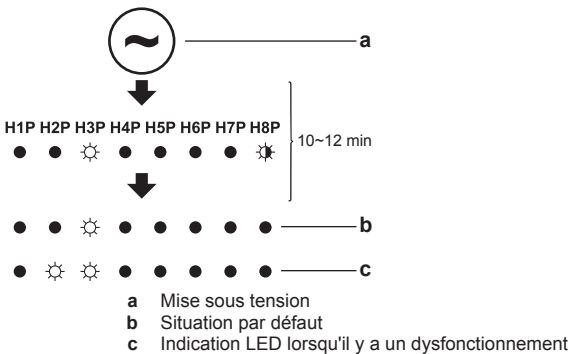 a
H1P H2P H3P H4P H5P H6P H7P H8P
10~12 min
b
c
a Mise sous tension
b Situation par défaut
c Indication LED lorsqu'il y a un dysfonctionnement